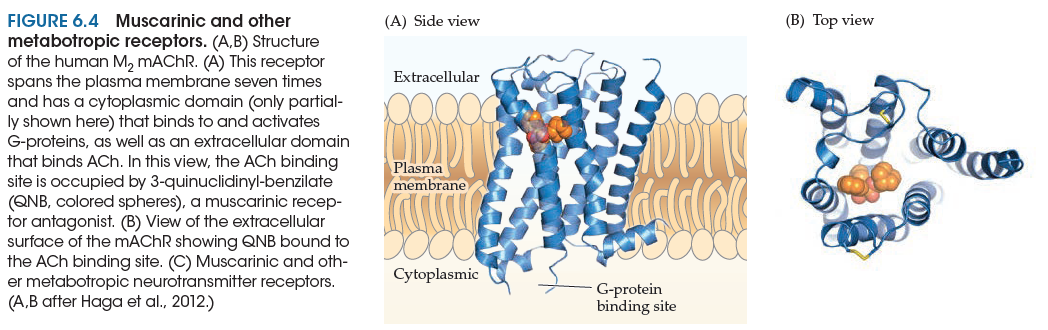 FIGURE 6.4 Muscarinic and other
metabotropic receptors. (A,B) Structure
of the human M₂ mAChR. (A) This receptor
spans the plasma membrane seven times
and has a cytoplasmic domain (only partial-
ly shown here) that binds to and activates
G-proteins, as well as an extracellular domain
that binds ACh. In this view, the ACh binding
site is occupied by 3-quinuclidinyl-benzilate
(QNB, colored spheres), a muscarinic recep-
tor antagonist. (B) View of the extracellular
surface of the mAChR showing QNB bound to
the ACh binding site. (C) Muscarinic and oth-
er metabotropic neurotransmitter receptors.
(A,B after Haga et al., 2012.)
(A) Side view
Extracellular
Plasma
membrane
Cytoplasmic
G-protein
binding site
(B) Top view